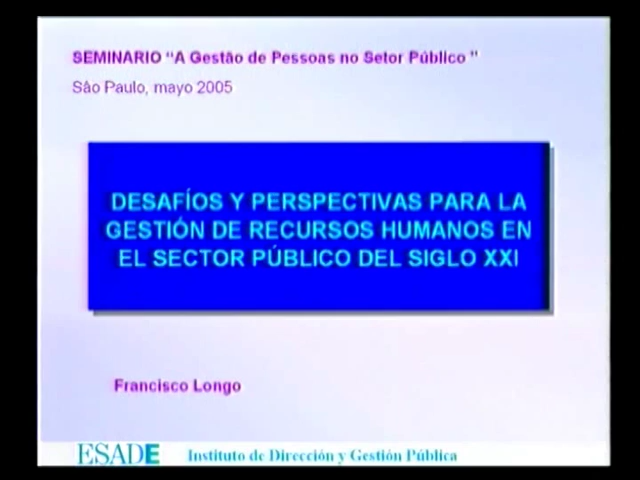 SEMINARIO “A Gestão de Pessoas no Setor Público ”
São Paulo, mayo 2005
DESAFÍOS Y PERSPECTIVAS PARA LA
GESTIÓN DE RECURSOS HUMANOS EN
EL SECTOR PÚBLICO DEL SIGLO XXI
Francisco Longo
ESADE Instituto de Dirección y Gestión Pública